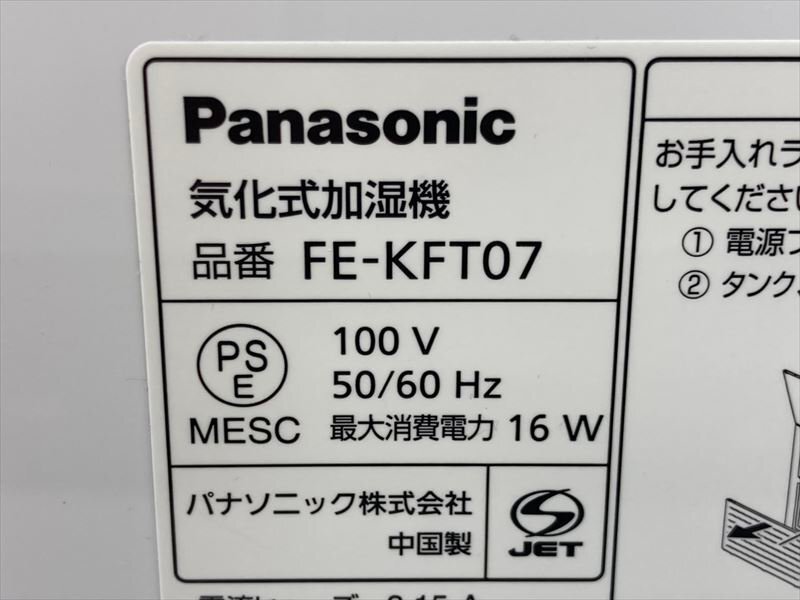 Panasonic
気化式加湿機
品番 FE-KFT07
PS
E
MESC
100 V
50/60 Hz
最大消費電力 16 W
パナソニック株式会社
中国製
JET
お手入れラ
してくださ
① 電源プ
② タンク、